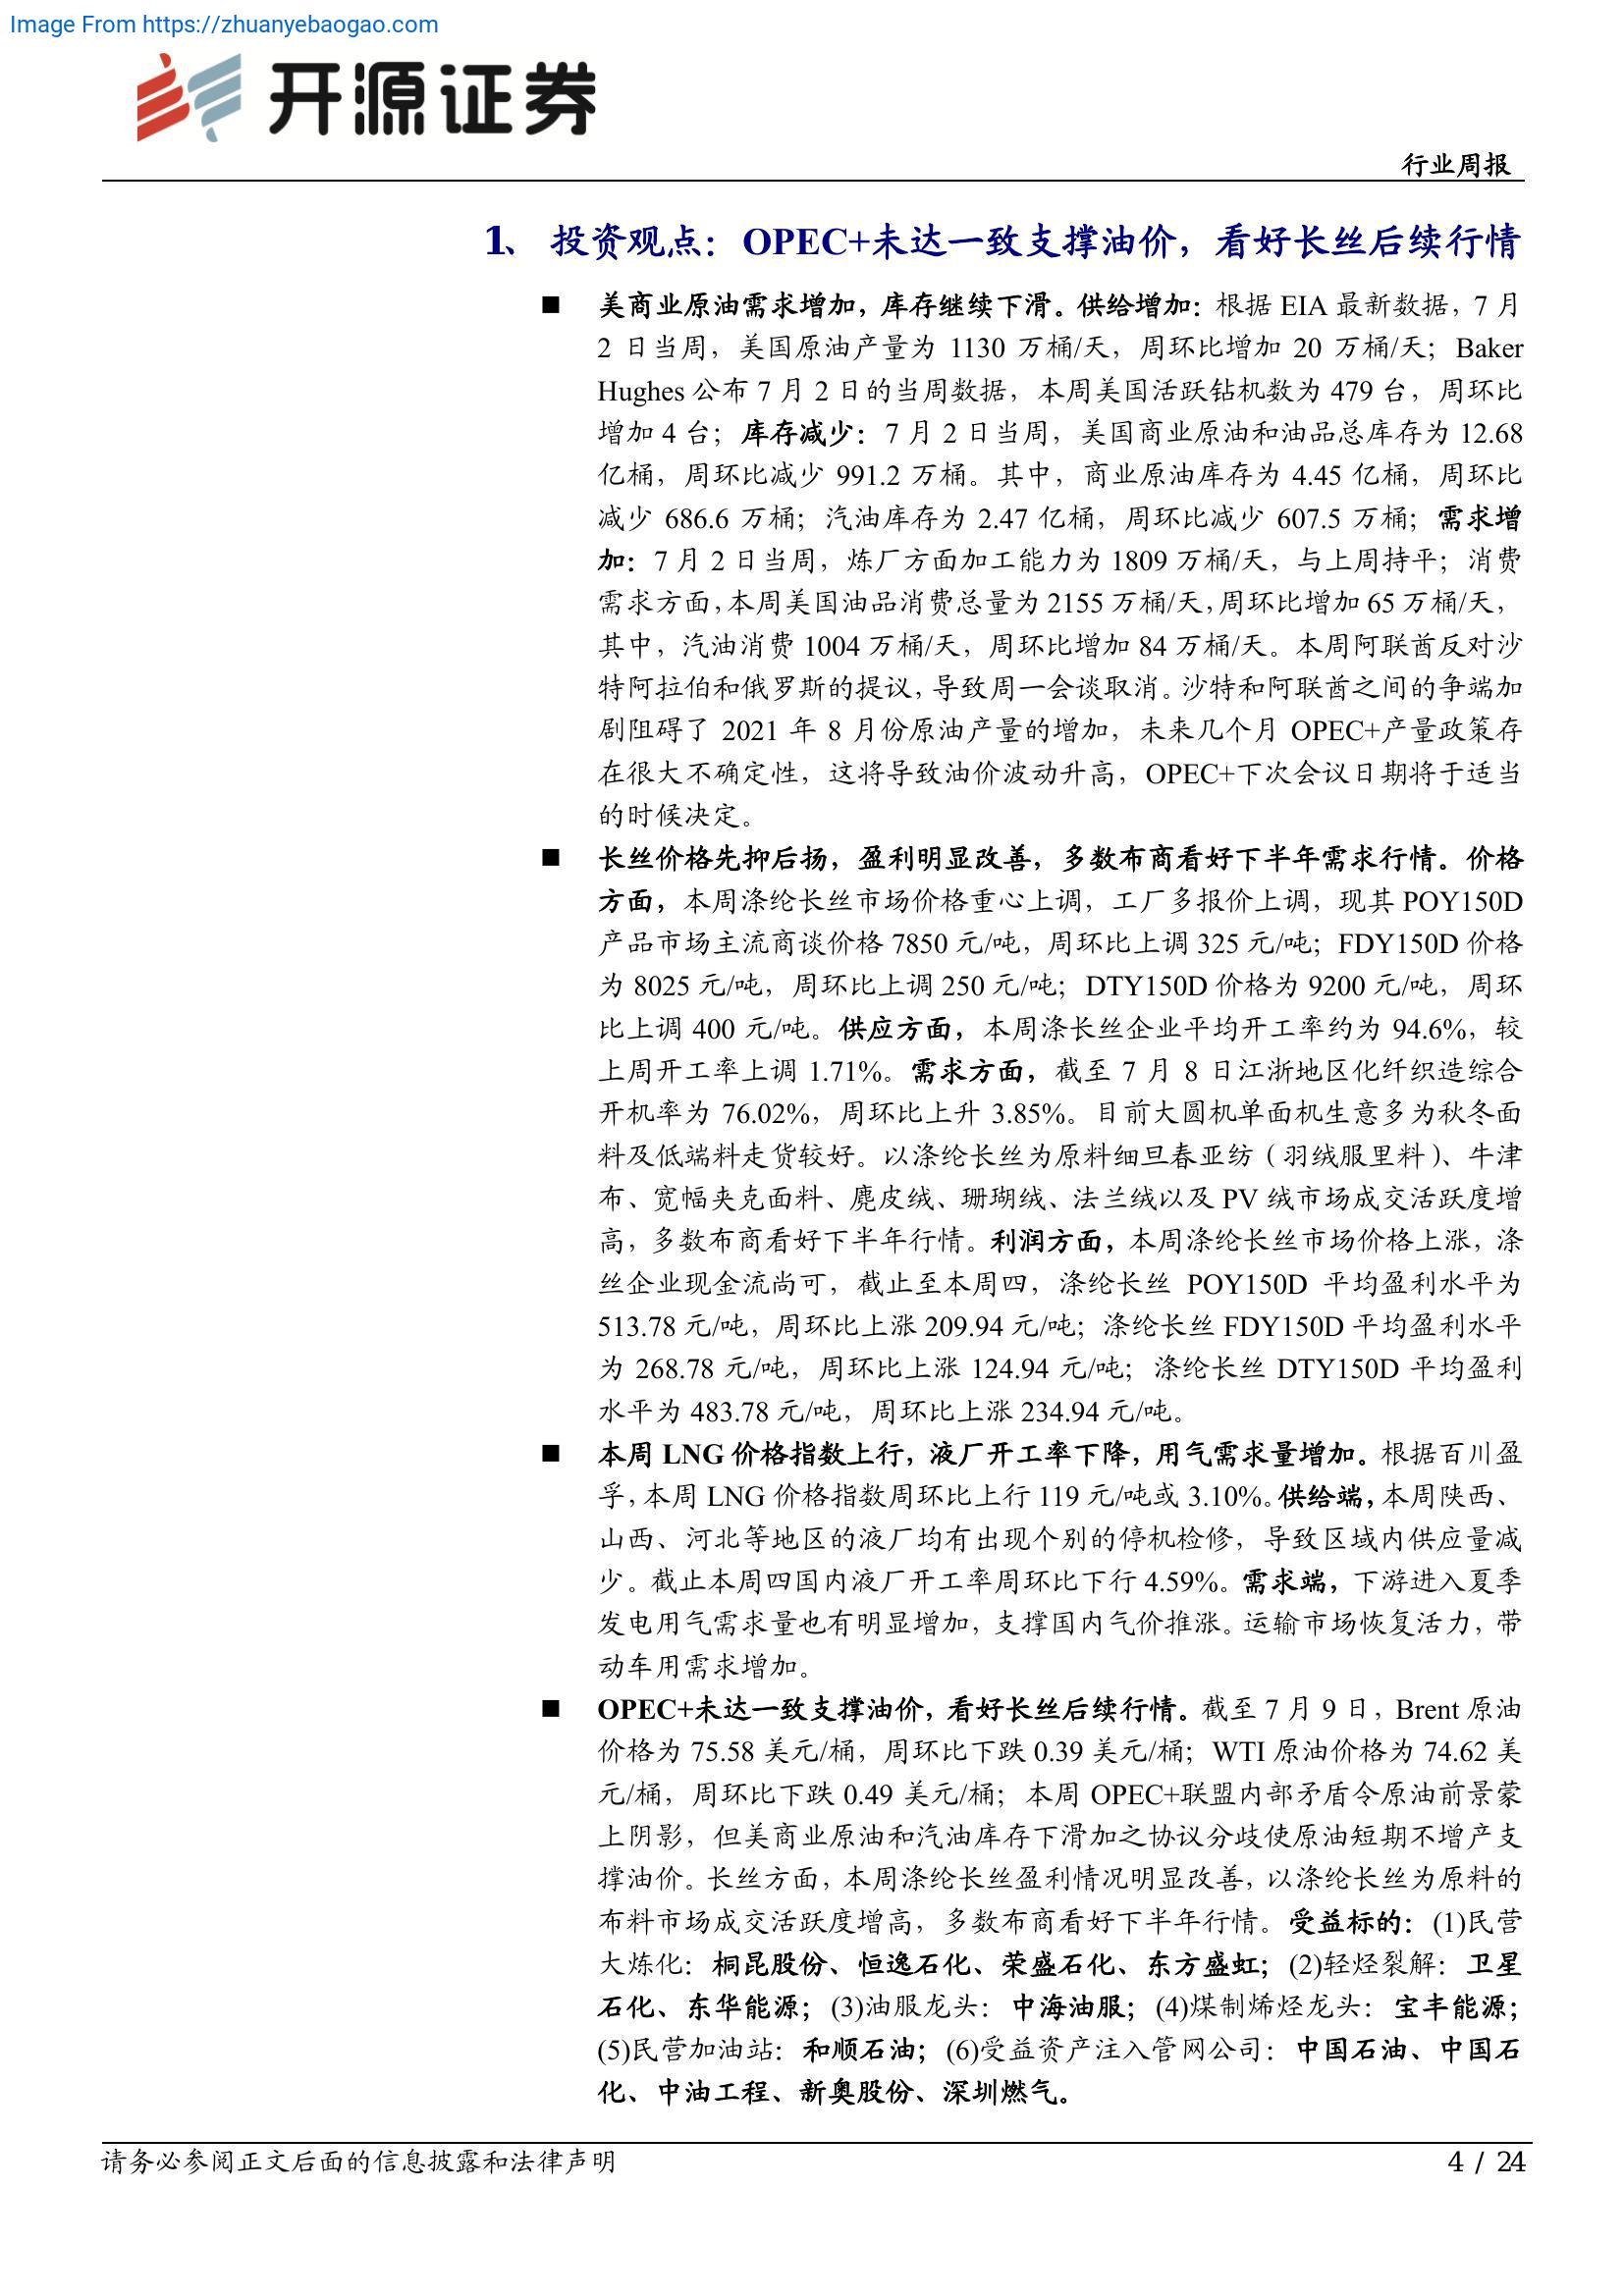 Image From https://zhuanyebaogao.com
开源证券
行业周报
1、 投资观点：OPEC+未达一致支撑油价，看好长丝后续行情
■ 美商业原油需求增加，库存继续下滑。供给增加：根据 EIA 最新数据，7 月
2 日当周，美国原油产量为 1130 万桶/天，周环比增加 20 万桶/天；Baker
Hughes 公布 7 月 2 日的当周数据，本周美国活跃钻机数为 479 台，周环比
增加 4 台；库存减少：7 月 2 日当周，美国商业原油和油品总库存为 12.68
亿桶，周环比减少 991.2 万桶。其中，商业原油库存为 4.45 亿桶，周环比
减少 686.6 万桶；汽油库存为 2.47 亿桶，周环比减少 607.5 万桶；需求增
加：7 月 2 日当周，炼厂方面加工能力为 1809 万桶/天，与上周持平；消费
需求方面，本周美国油品消费总量为 2155 万桶/天，周环比增加 65 万桶/天，
其中，汽油消费 1004 万桶/天，周环比增加 84 万桶/天。本周阿联酋反对沙
特阿拉伯和俄罗斯的提议，导致周一会谈取消。沙特和阿联酋之间的争端加
剧阻碍了 2021 年 8 月份原油产量的增加，未来几个月 OPEC+产量政策存
在很大不确定性，这将导致油价波动升高，OPEC+下次会议日期将于适当
的时候决定。
■ 长丝价格先抑后扬，盈利明显改善，多数布商看好下半年需求行情。价格
方面，本周涤纶长丝市场价格重心上调，工厂多报价上调，现其 POY150D
产品市场主流商谈价格 7850 元/吨，周环比上调 325 元/吨；FDY150D 价格
为 8025 元/吨，周环比上调 250 元/吨；DTY150D 价格为 9200 元/吨，周环
比上调 400 元/吨。供应方面，本周涤长丝企业平均开工率约为 94.6%，较
上周开工率上调 1.71%。需求方面，截至 7 月 8 日江浙地区化纤织造综合
开机率为 76.02%，周环比上升 3.85%。目前大圆机单面机生意多为秋冬面
料及低端料走货较好。以涤纶长丝为原料细旦春亚纺（羽绒服里料）、牛津
布、宽幅夹克面料、麂皮绒、珊瑚绒、法兰绒以及 PV 绒市场成交活跃度增
高，多数布商看好下半年行情。利润方面，本周涤纶长丝市场价格上涨，涤
丝企业现金流尚可，截止至本周四，涤纶长丝 POY150D 平均盈利水平为
513.78 元/吨，周环比上涨 209.94 元/吨；涤纶长丝 FDY150D 平均盈利水平
为 268.78 元/吨，周环比上涨 124.94 元/吨；涤纶长丝 DTY150D 平均盈利
水平为 483.78 元/吨，周环比上涨 234.94 元/吨。
■ 本周 LNG 价格指数上行，液厂开工率下降，用气需求量增加。根据百川盈
孚，本周 LNG 价格指数周环比上行 119 元/吨或 3.10%。供给端，本周陕西、
山西、河北等地区的液厂均有出现个别的停机检修，导致区域内供应量减
少。截止本周四国内液厂开工率周环比下行 4.59%。需求端，下游进入夏季
发电用气需求量也有明显增加，支撑国内气价推涨。运输市场恢复活力，带
动车用需求增加。
■ OPEC+未达一致支撑油价，看好长丝后续行情。截至 7 月 9 日，Brent 原油
价格为 75.58 美元/桶，周环比下跌 0.39 美元/桶；WTI 原油价格为 74.62 美
元/桶，周环比下跌 0.49 美元/桶；本周 OPEC+联盟内部矛盾令原油前景蒙
上阴影，但美商业原油和汽油库存下滑加之协议分歧使原油短期不增产支
撑油价。长丝方面，本周涤纶长丝盈利情况明显改善，以涤纶长丝为原料的
布料市场成交活跃度增高，多数布商看好下半年行情。受益标的：(1)民营
大炼化：桐昆股份、恒逸石化、荣盛石化、东方盛虹；(2)轻烃裂解：卫星
石化、东华能源；(3)油服龙头：中海油服；(4)煤制烯烃龙头：宝丰能源；
(5)民营加油站：和顺石油；(6)受益资产注入管网公司：中国石油、中国石
化、中油工程、新奥股份、深圳燃气。
请务必参阅正文后面的信息披露和法律声明
4 / 24